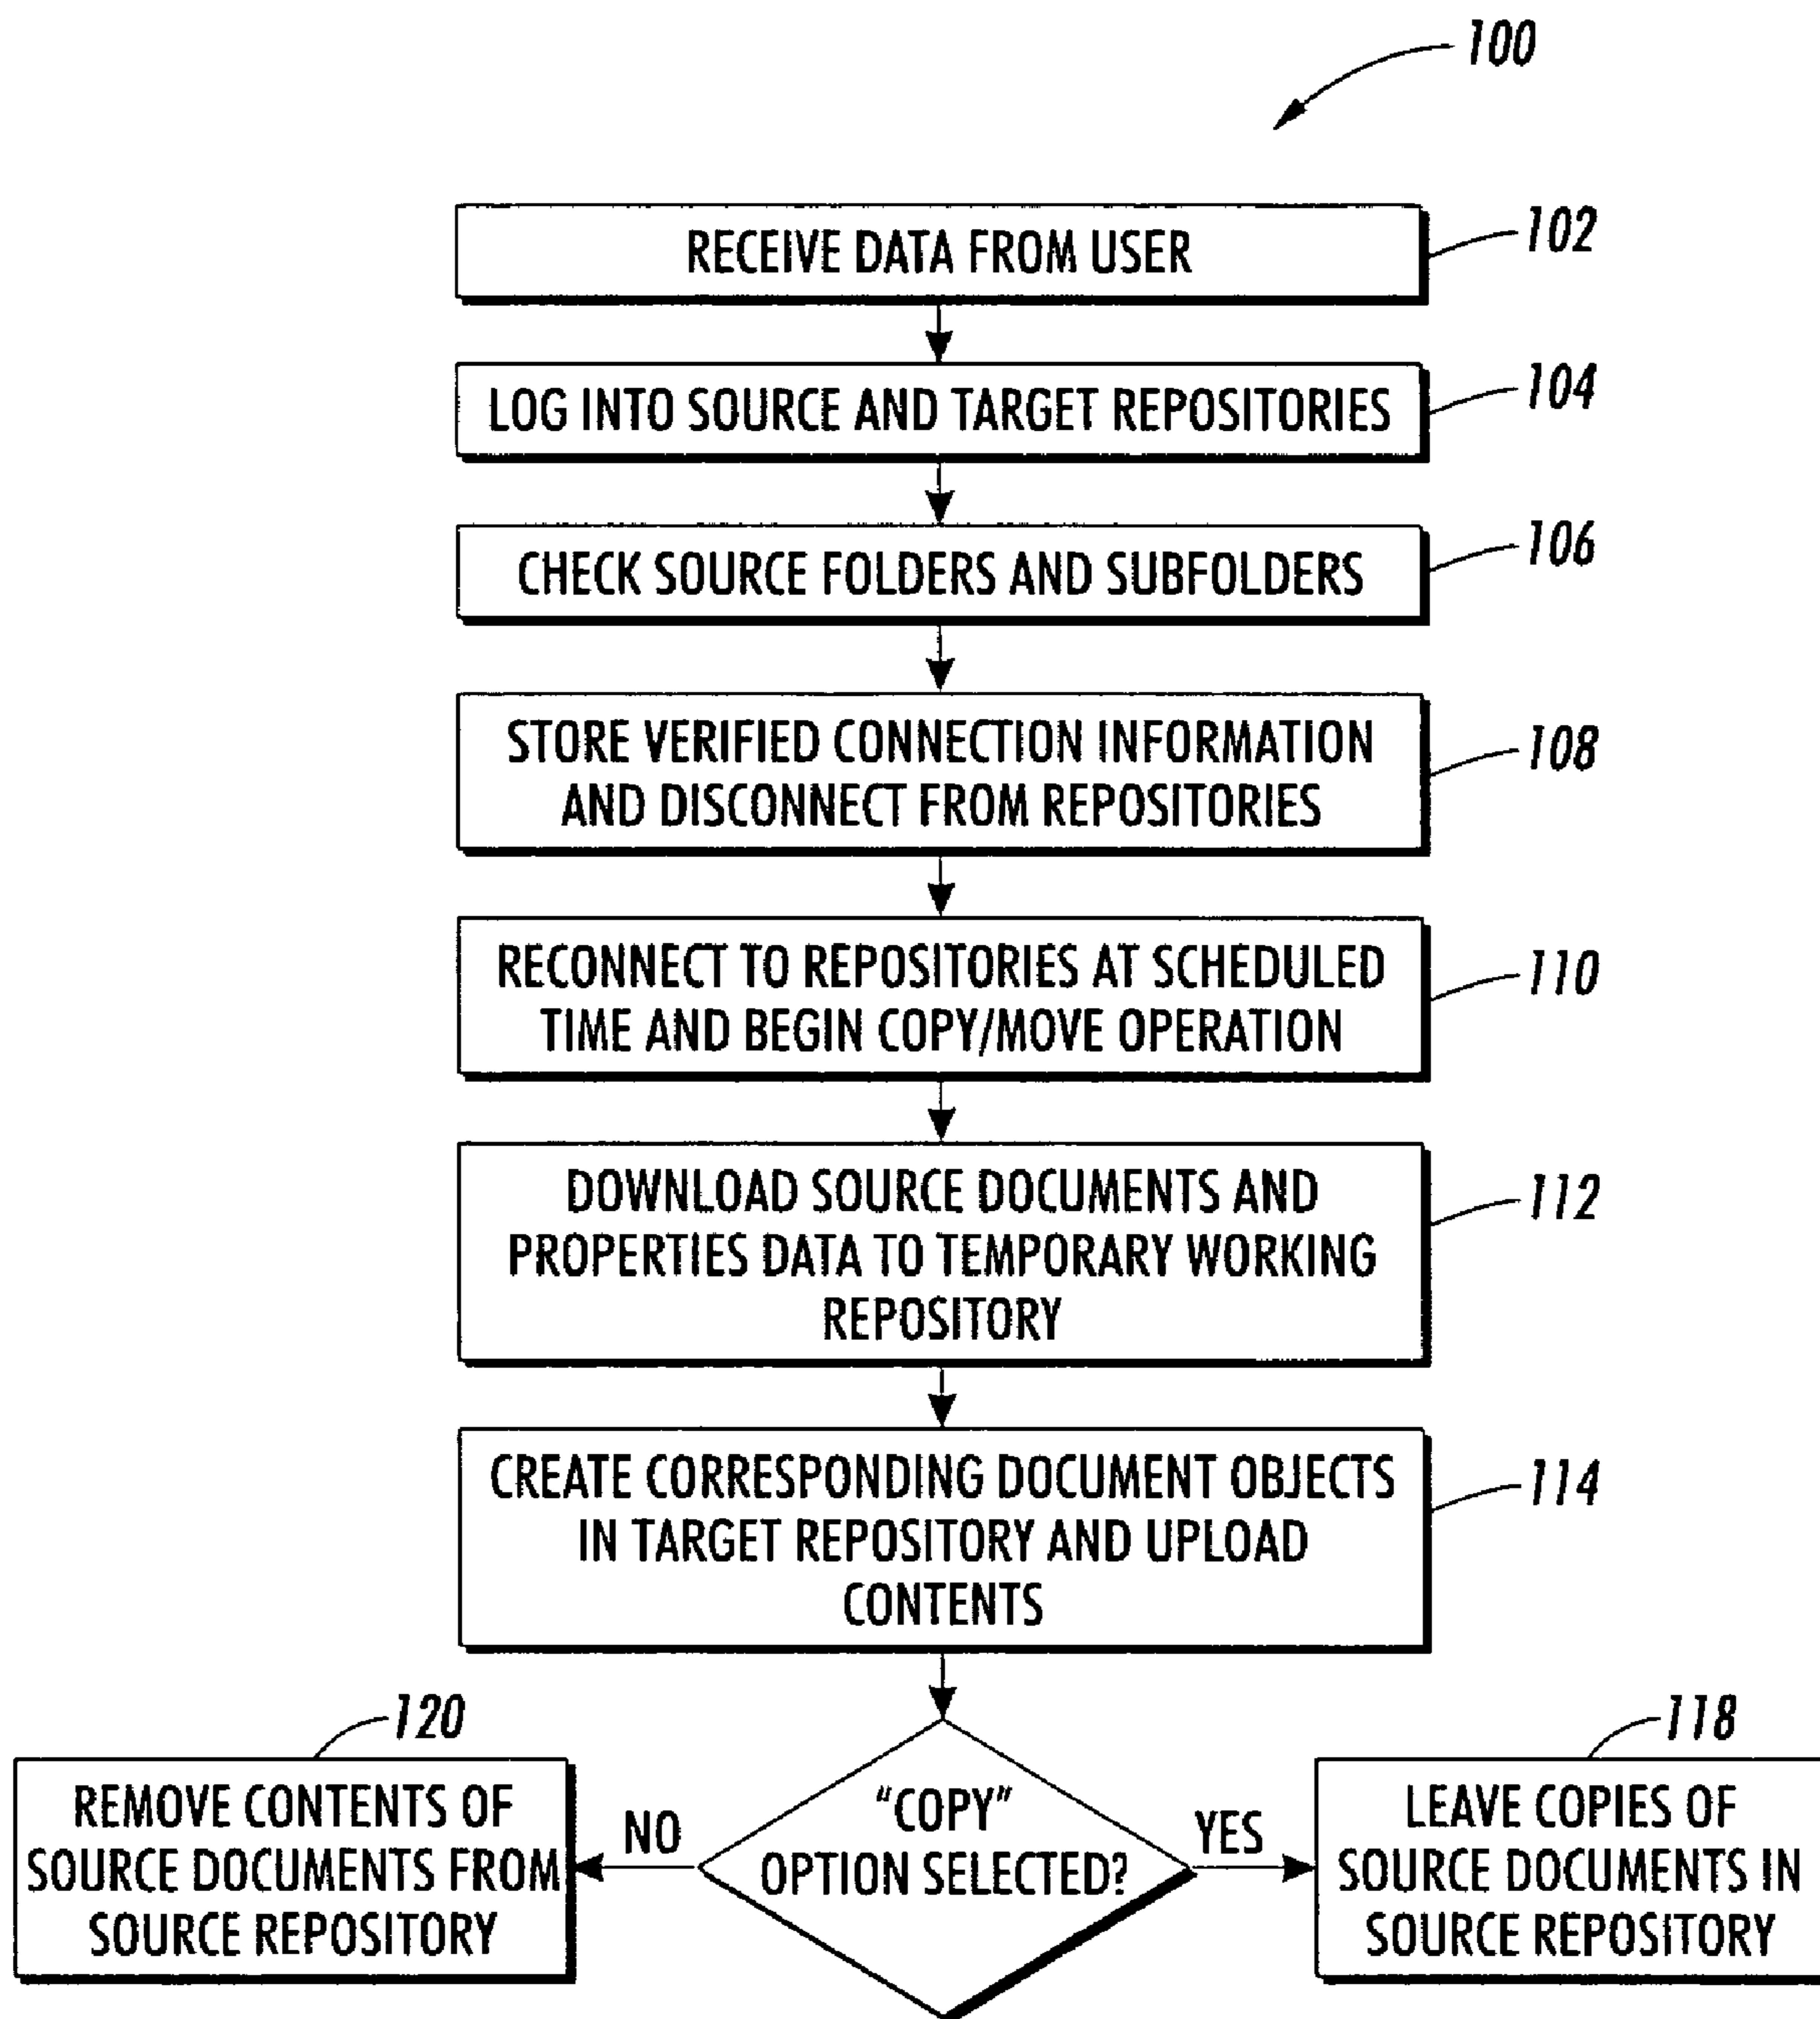 100
RECEIVE DATA FROM USER
102
LOG INTO SOURCE AND TARGET REPOSITORIES
104
CHECK SOURCE FOLDERS AND SUBFOLDERS
106
STORE VERIFIED CONNECTION INFORMATION
AND DISCONNECT FROM REPOSITORIES
108
RECONNECT TO REPOSITORIES AT SCHEDULED
TIME AND BEGIN COPY/MOVE OPERATION
110
DOWNLOAD SOURCE DOCUMENTS AND
PROPERTIES DATA TO TEMPORARY WORKING
REPOSITORY
112
CREATE CORRESPONDING DOCUMENT OBJECTS
IN TARGET REPOSITORY AND UPLOAD
CONTENTS
114
120
REMOVE CONTENTS OF
SOURCE DOCUMENTS FROM
SOURCE REPOSITORY
NO
“COPY”
OPTION SELECTED?
YES
118
LEAVE COPIES OF
SOURCE DOCUMENTS IN
SOURCE REPOSITORY